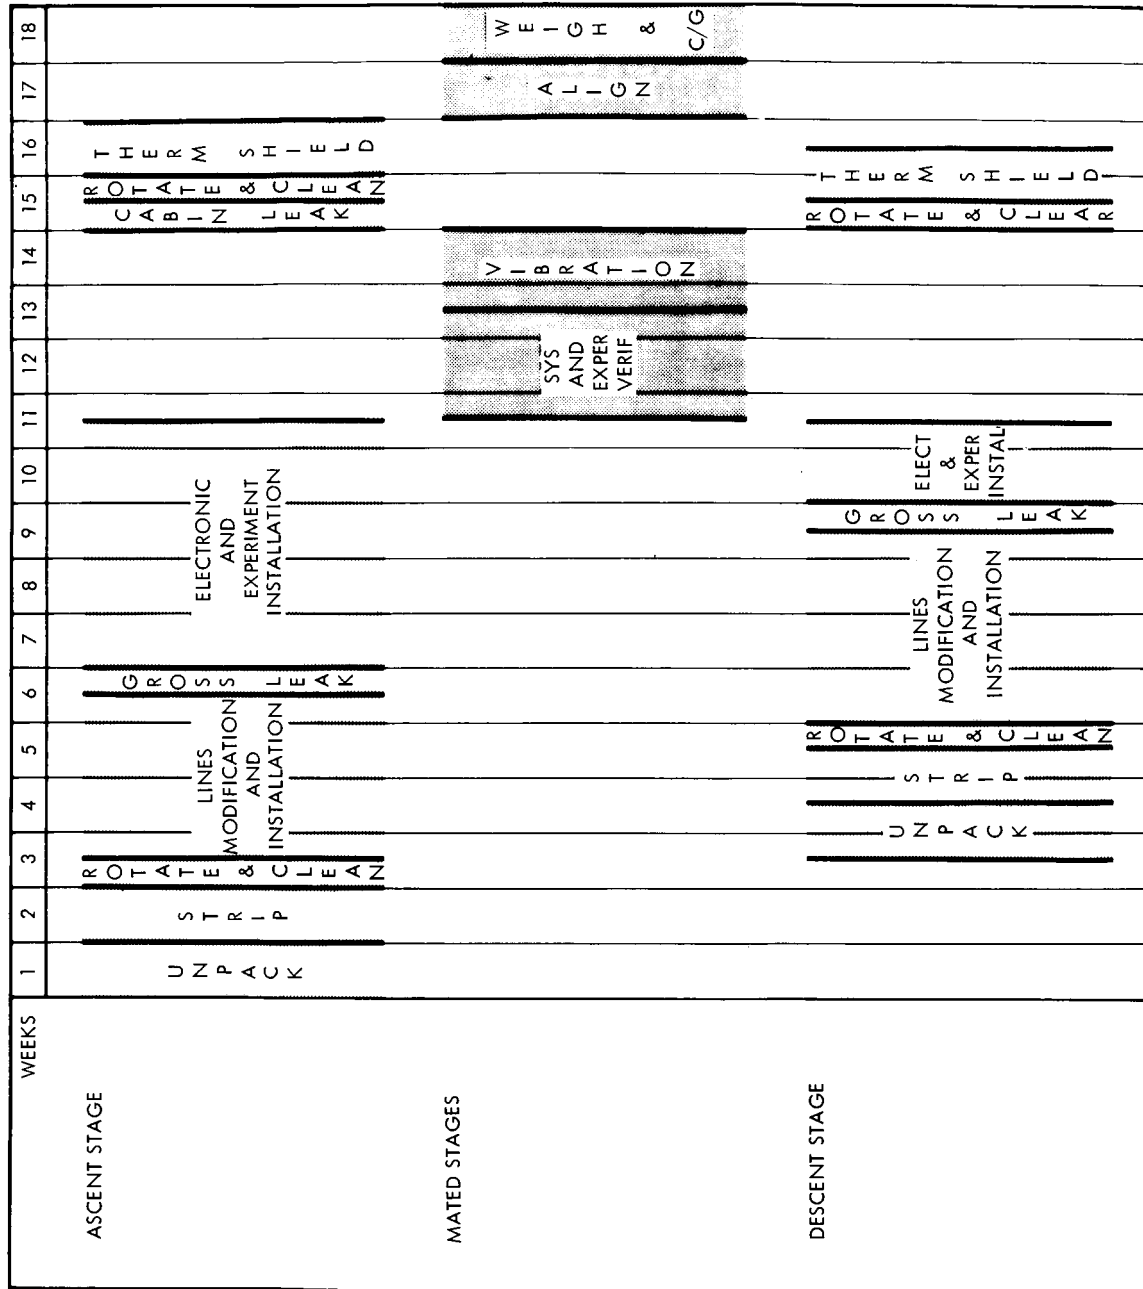 WEEKS 1 2 3 4 5 6 7 8 9 10 11 12 13 14 15 16 17 18
ASCENT STAGE
UNPACK
STRIP
ROTATE & CLEAN
LINES
MODIFICATION
AND
INSTALLATION
GROSS LEAK
ELECTRONIC
AND
EXPERIMENT
INSTALLATION
CABIN LEAK
ROTATE & CLEAN
THERM SHIELD
MATED STAGES
SYS
AND
EXPER
VERIF
VIBRATION
ALIGN
WEIGH & C/G
DESCENT STAGE
UNPACK
STRIP
ROTATE & CLEAN
LINES
MODIFICATION
AND
INSTALLATION
GROSS LEAK
ELECT
&
EXPER
INSTAL
ROTATE & CLEAR
THERM SHIELD